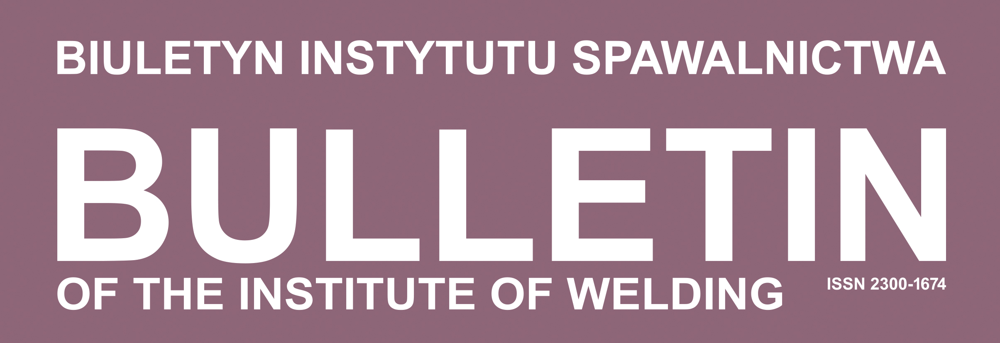 BIULETYN INSTYTUTU SPAWALNICTWA
BULLETIN
OF THE INSTITUTE OF WELDING
ISSN 2300-1674